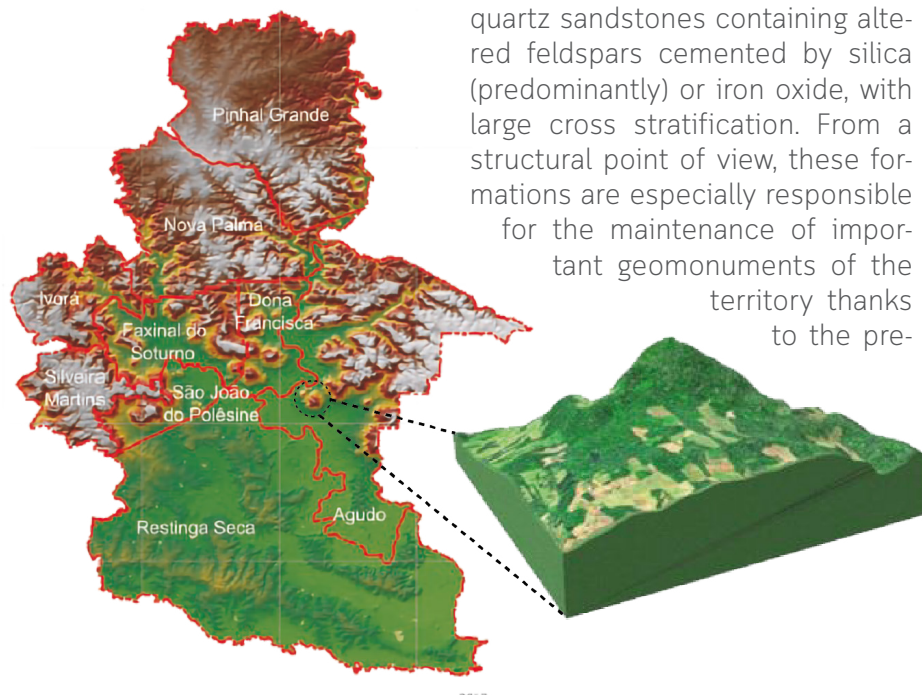 quartz sandstones containing alte-
red feldspars cemented by silica
(predominantly) or iron oxide, with
large cross stratification. From a
structural point of view, these for-
mations are especially responsible
for the maintenance of impor-
tant geomonuments of the
territory thanks
to the pre-
Pinhal Grande
Nova Palma
Ivorá
Dona
Francisca
Faxinal do
Soturno
Silveira
Martins
São João
do Polêsine
Restinga Seca
Agudo